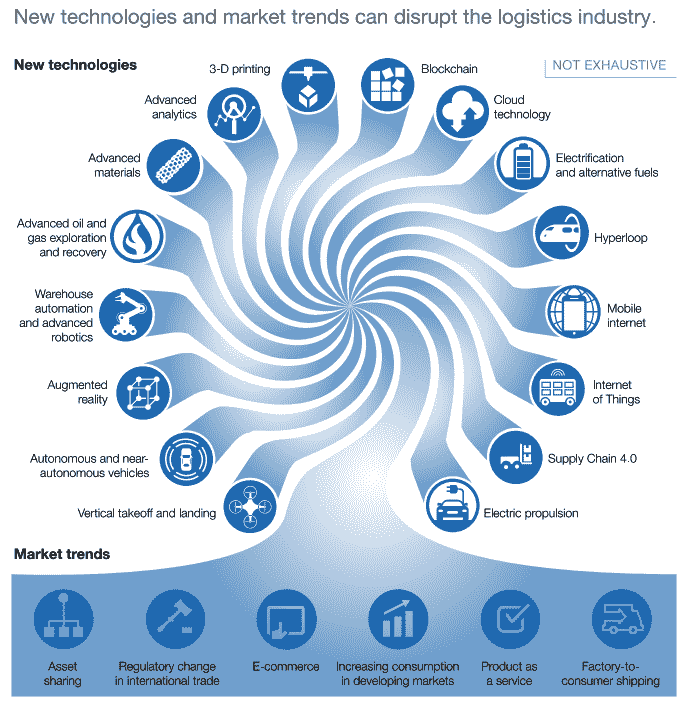 New technologies and market trends can disrupt the logistics industry.
New technologies
NOT EXHAUSTIVE
3-D printing
Blockchain
Advanced
analytics
Cloud
technology
Advanced
materials
Electrification
and alternative fuels
Advanced oil and
gas exploration
and recovery
Hyperloop
Warehouse
automation
and advanced
robotics
Mobile
internet
Augmented
reality
Internet
of Things
Autonomous and near-
autonomous vehicles
Supply Chain 4.0
Vertical takeoff and landing
Electric propulsion
Market trends
Asset
sharing
Regulatory change
in international trade
E-commerce
Increasing consumption
in developing markets
Product as
a service
Factory-to-
consumer shipping